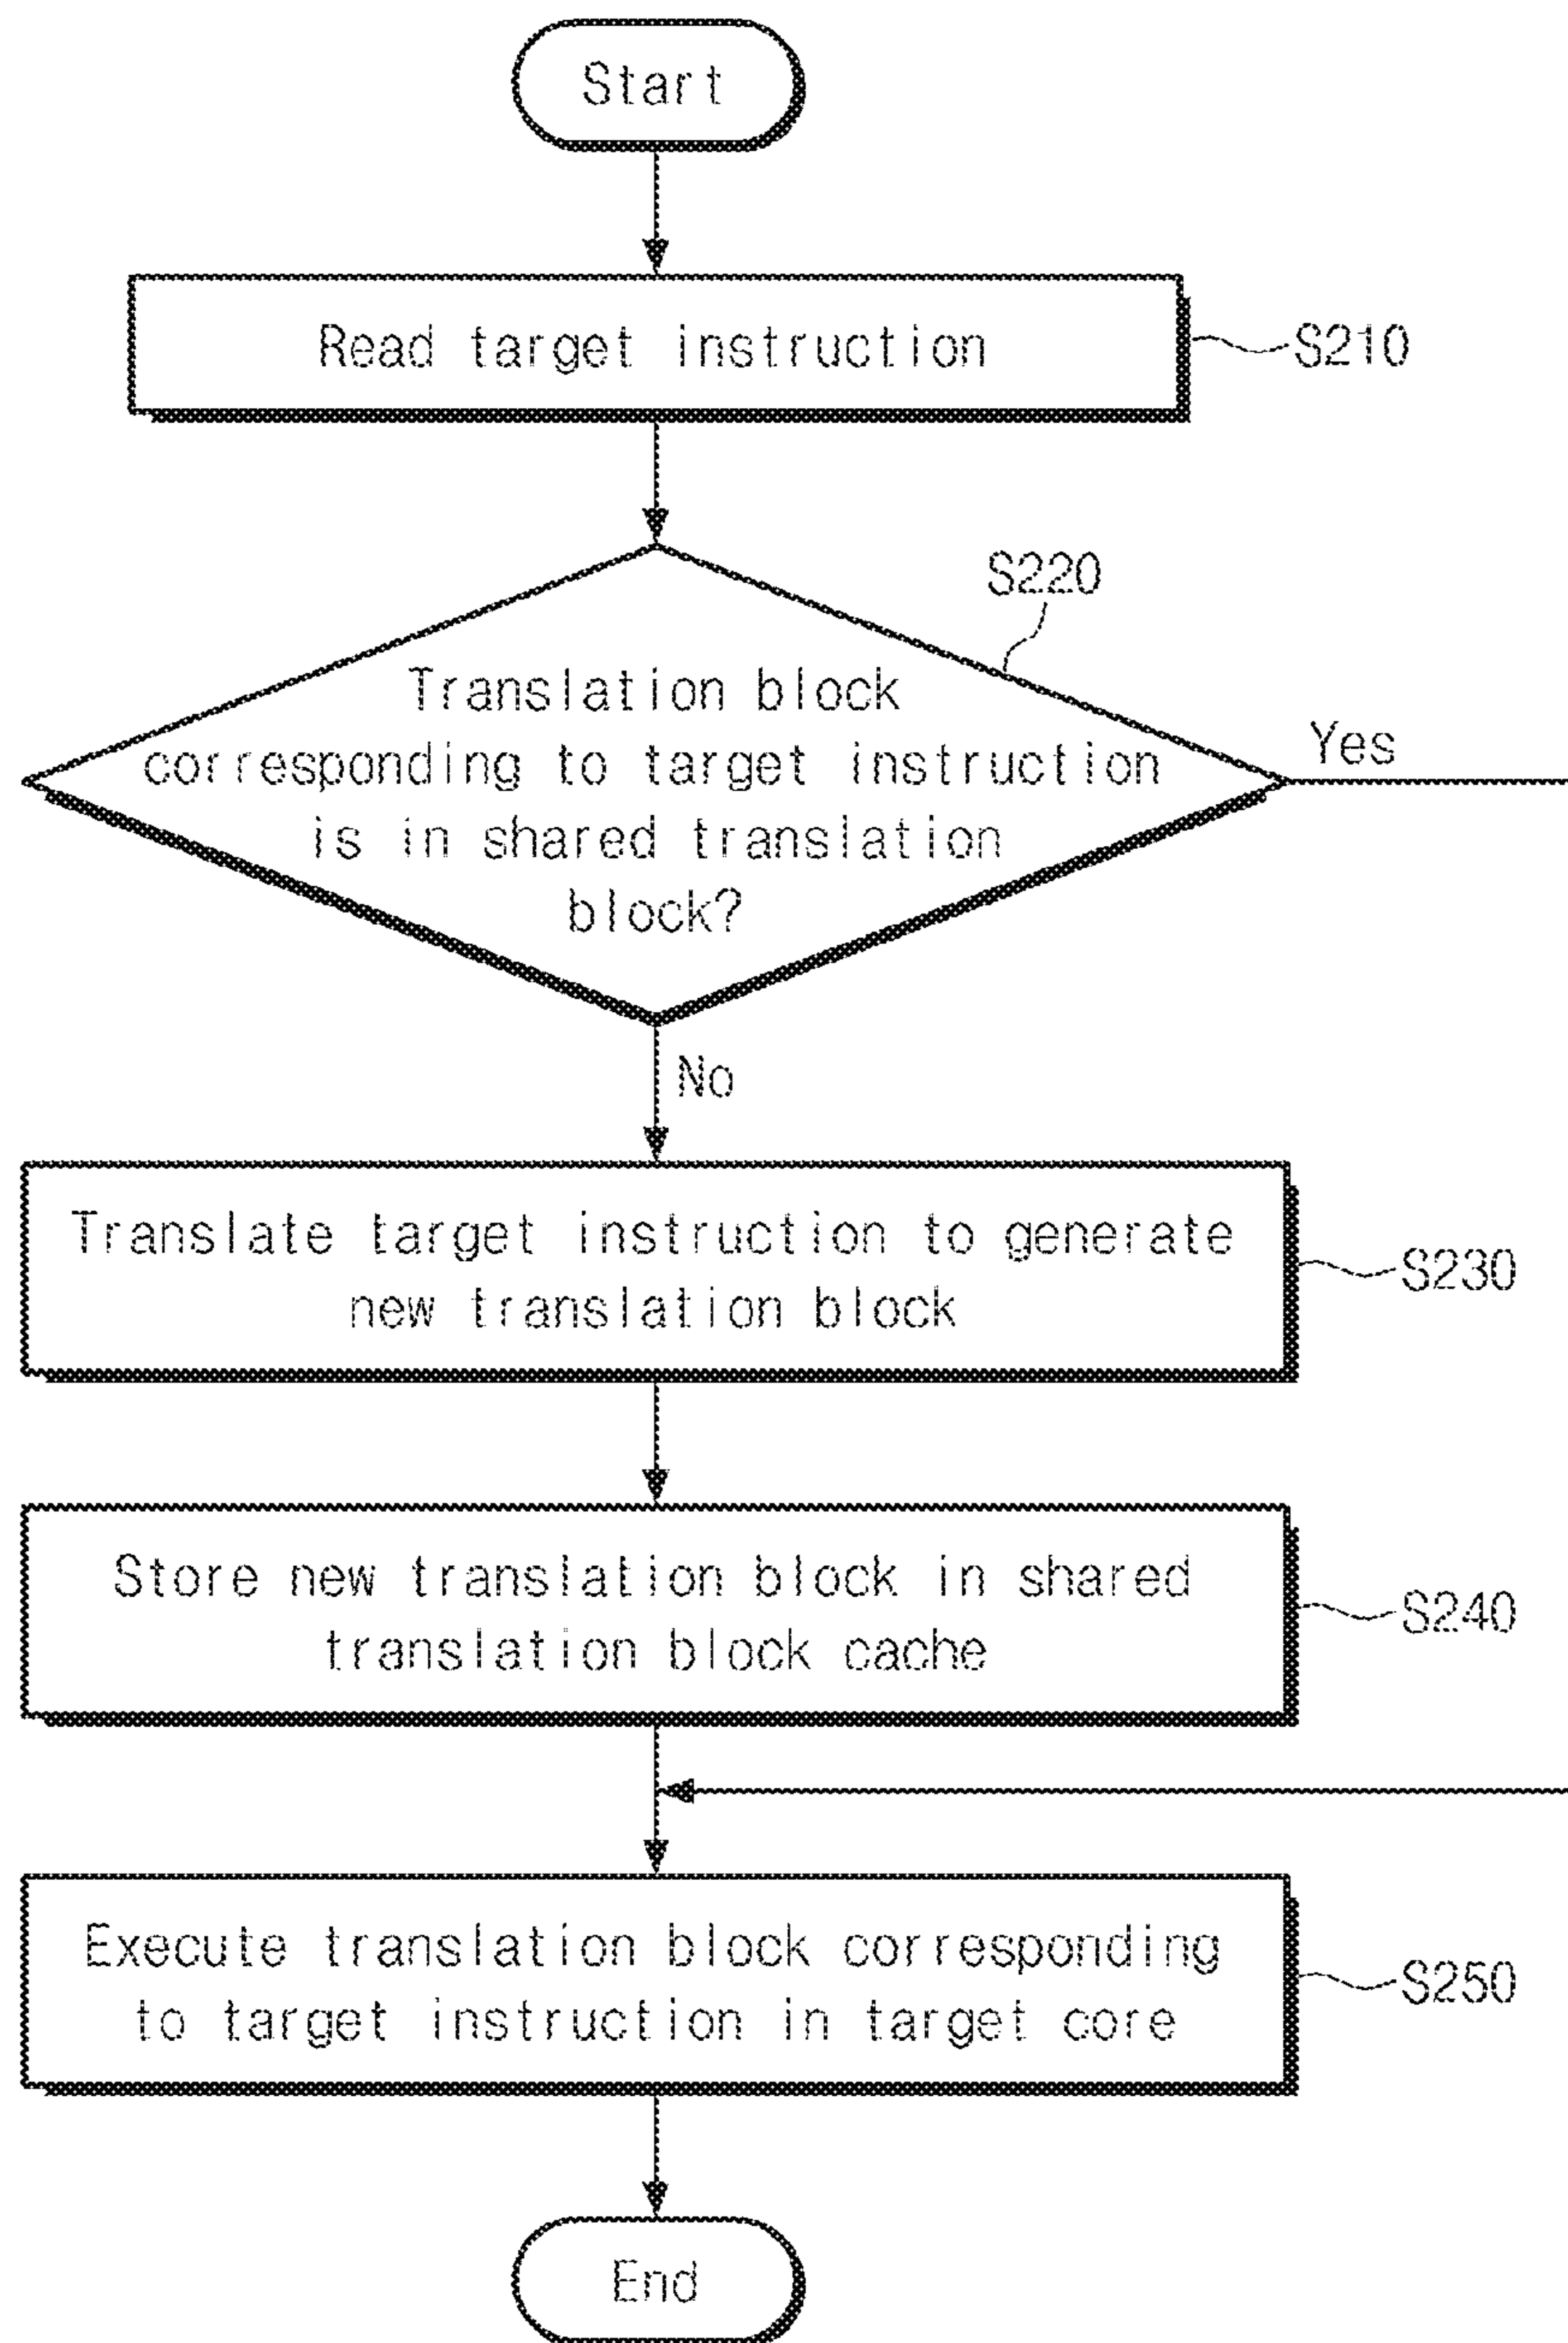 Start
Read target instruction
S210
S220
Translation block
corresponding to target instruction
is in shared translation
block?
Yes
No
Translate target instruction to generate
new translation block
S230
Store new translation block in shared
translation block cache
S240
Execute translation block corresponding
to target instruction in target core
S250
End